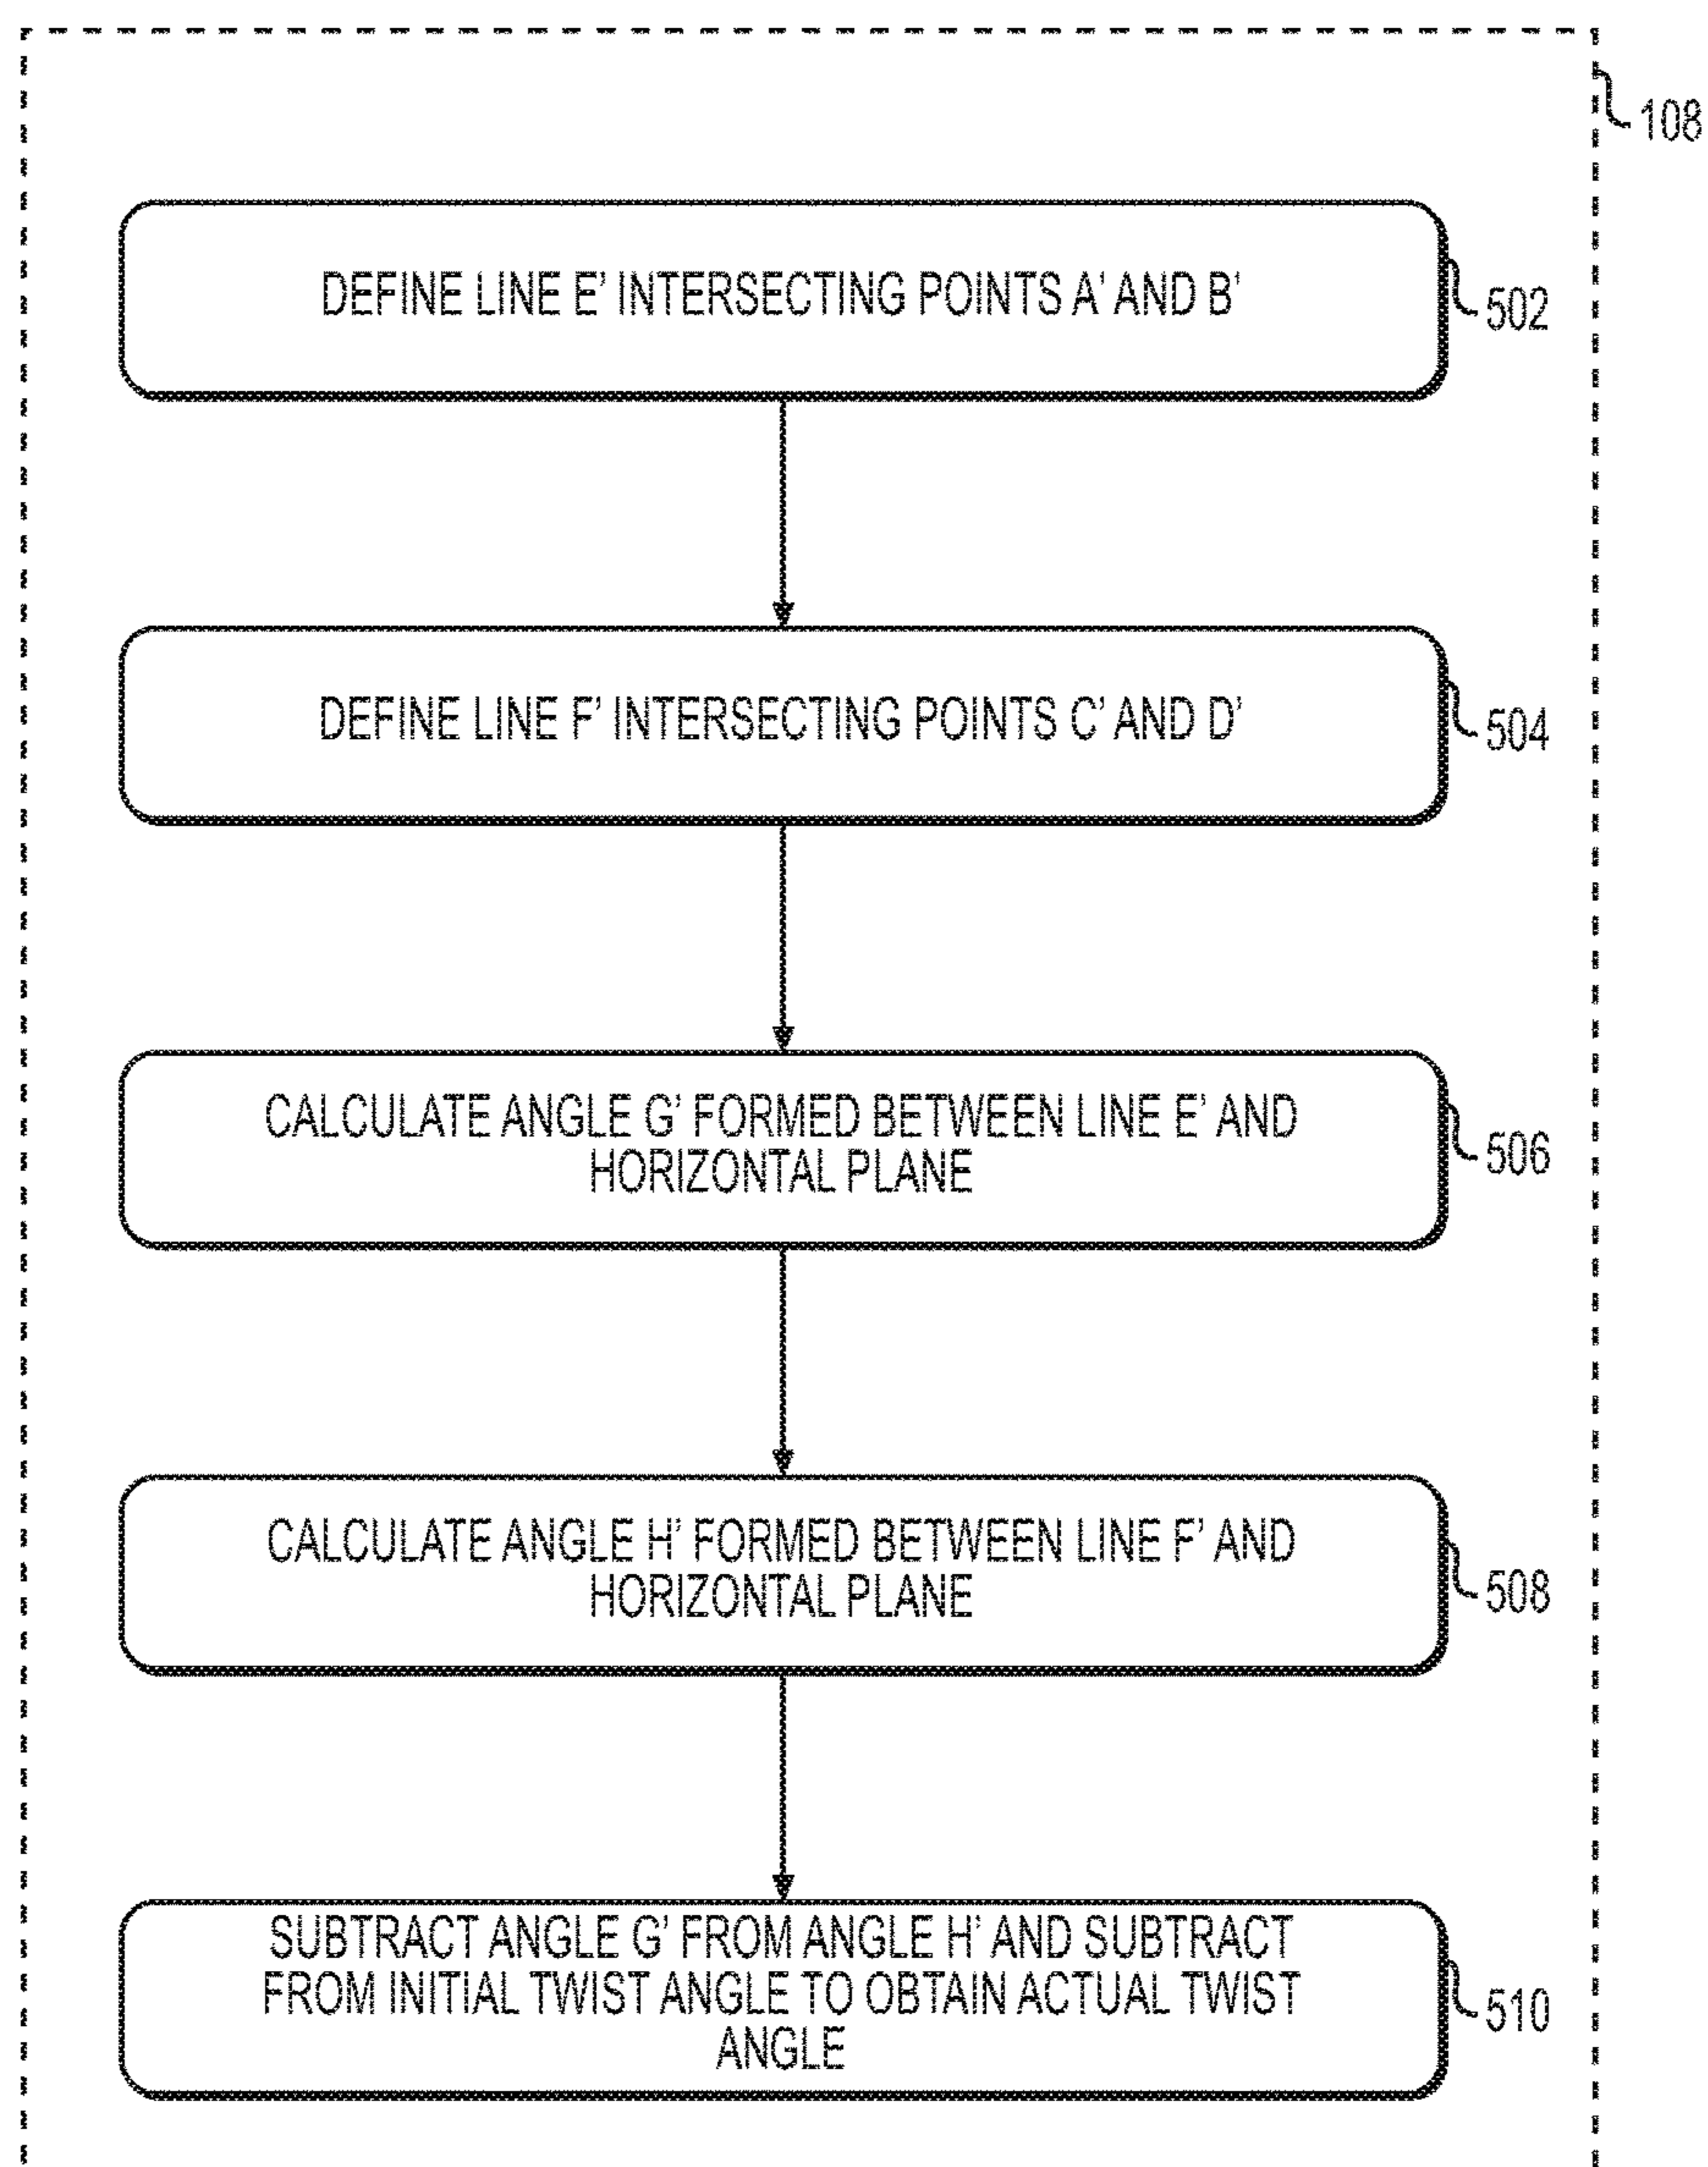 108
DEFINE LINE E' INTERSECTING POINTS A' AND B'
502
DEFINE LINE F' INTERSECTING POINTS C' AND D'
504
CALCULATE ANGLE G' FORMED BETWEEN LINE E' AND
HORIZONTAL PLANE
506
CALCULATE ANGLE H' FORMED BETWEEN LINE F' AND
HORIZONTAL PLANE
508
SUBTRACT ANGLE G' FROM ANGLE H' AND SUBTRACT
FROM INITIAL TWIST ANGLE TO OBTAIN ACTUAL TWIST
ANGLE
510